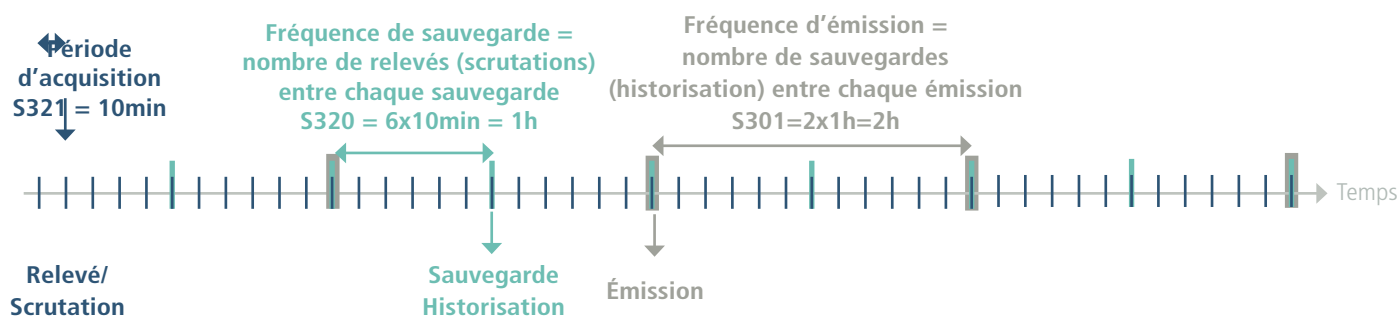 Période
d’acquisition
S321 = 10min
Fréquence de sauvegarde =
nombre de relevés (scrutations)
entre chaque sauvegarde
S320 = 6x10min = 1h
Fréquence d’émission =
nombre de sauvegardes
(historisation) entre chaque émission
S301=2x1h=2h
Temps
Relevé/
Scrutation
Sauvegarde
Historisation
Émission